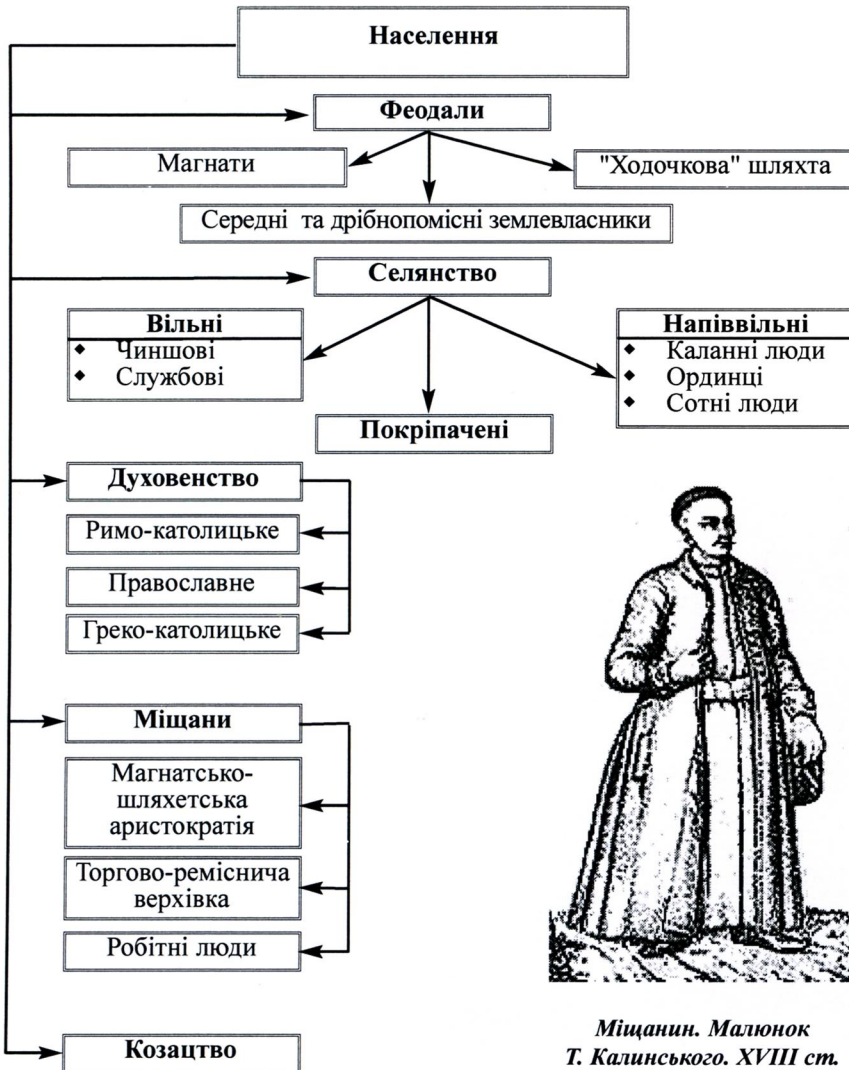 Населення
Феодали
Магнати
"Ходочкова" шляхта
Середні та дрібнопомісні землевласники
Селянство
Вільні
◆ Чиншові
◆ Службові
Напіввільні
◆ Каланні люди
◆ Ординці
◆ Сотні люди
Покріпачені
Духовенство
Римо-католицьке
Православне
Греко-католицьке
Міщани
Магнатсько-
шляхетська
аристократія
Торгово-реміснича
верхівка
Робітні люди
Козацтво
Міщанин. Малюнок
Т. Калинського. XVIII ст.